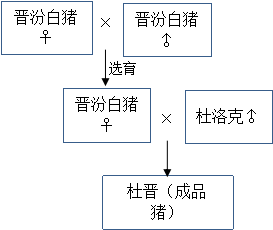 晋汾白猪 × 晋汾白猪
♀ ♂
选育
晋汾白猪 × 杜洛克♂
♀
杜晋（成品
猪）